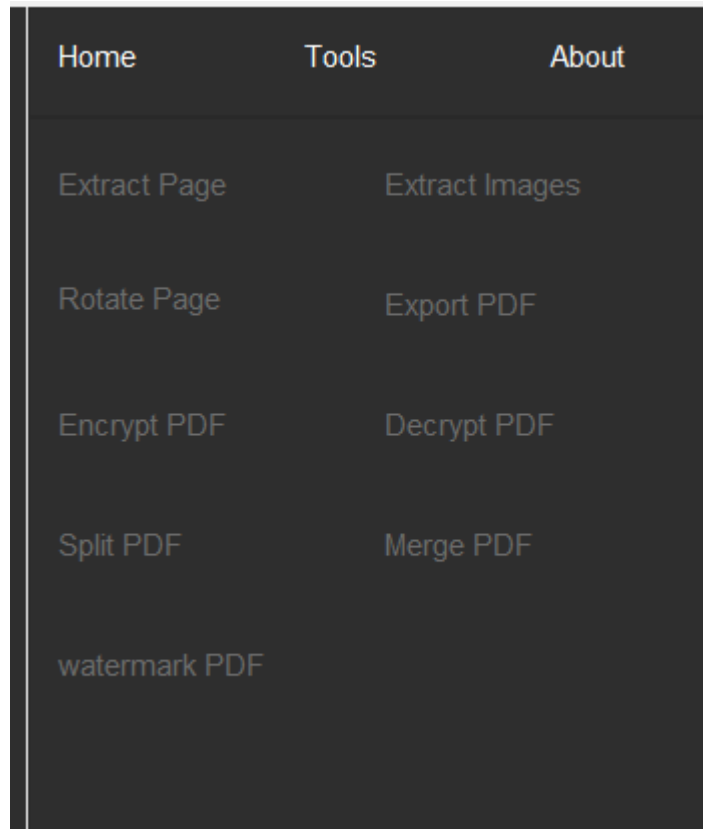 Home Tools About
Extract Page Extract Images
Rotate Page Export PDF
Encrypt PDF Decrypt PDF
Split PDF Merge PDF
watermark PDF